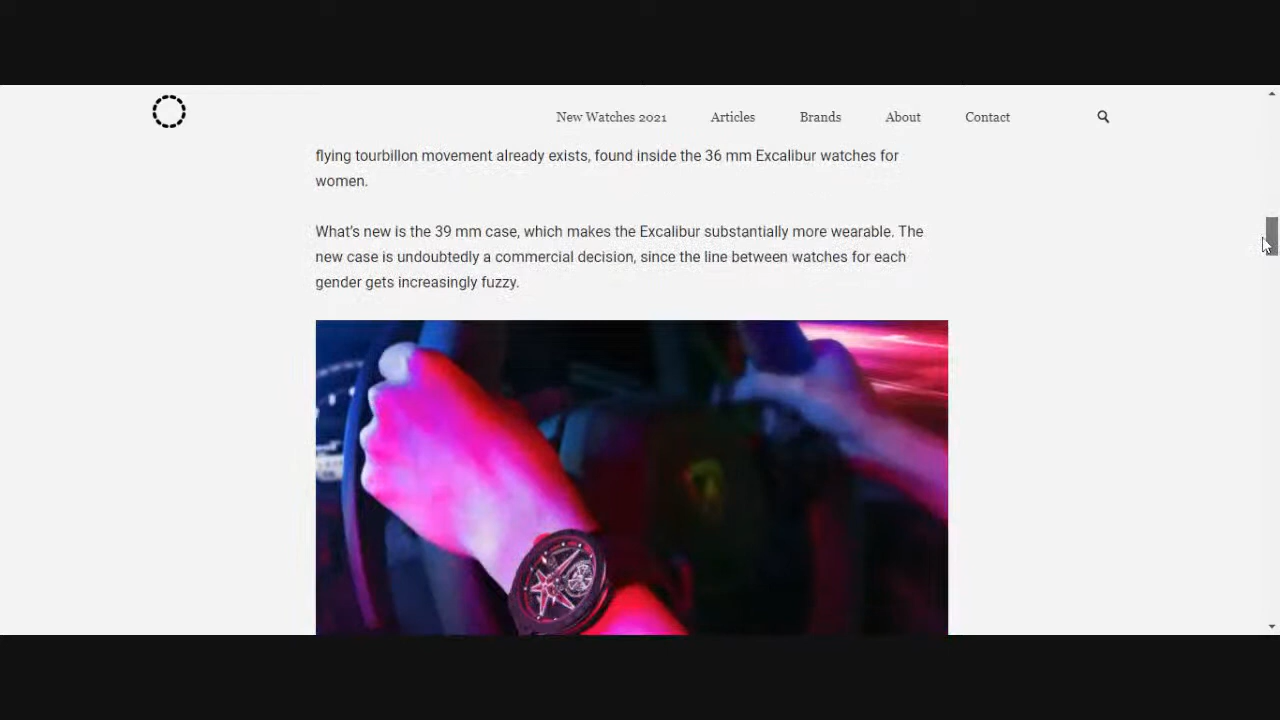 New Watches 2021 Articles Brands About Contact
flying tourbillon movement already exists, found inside the 36 mm Excalibur watches for
women.
What's new is the 39 mm case, which makes the Excalibur substantially more wearable. The
new case is undoubtedly a commercial decision, since the line between watches for each
gender gets increasingly fuzzy.